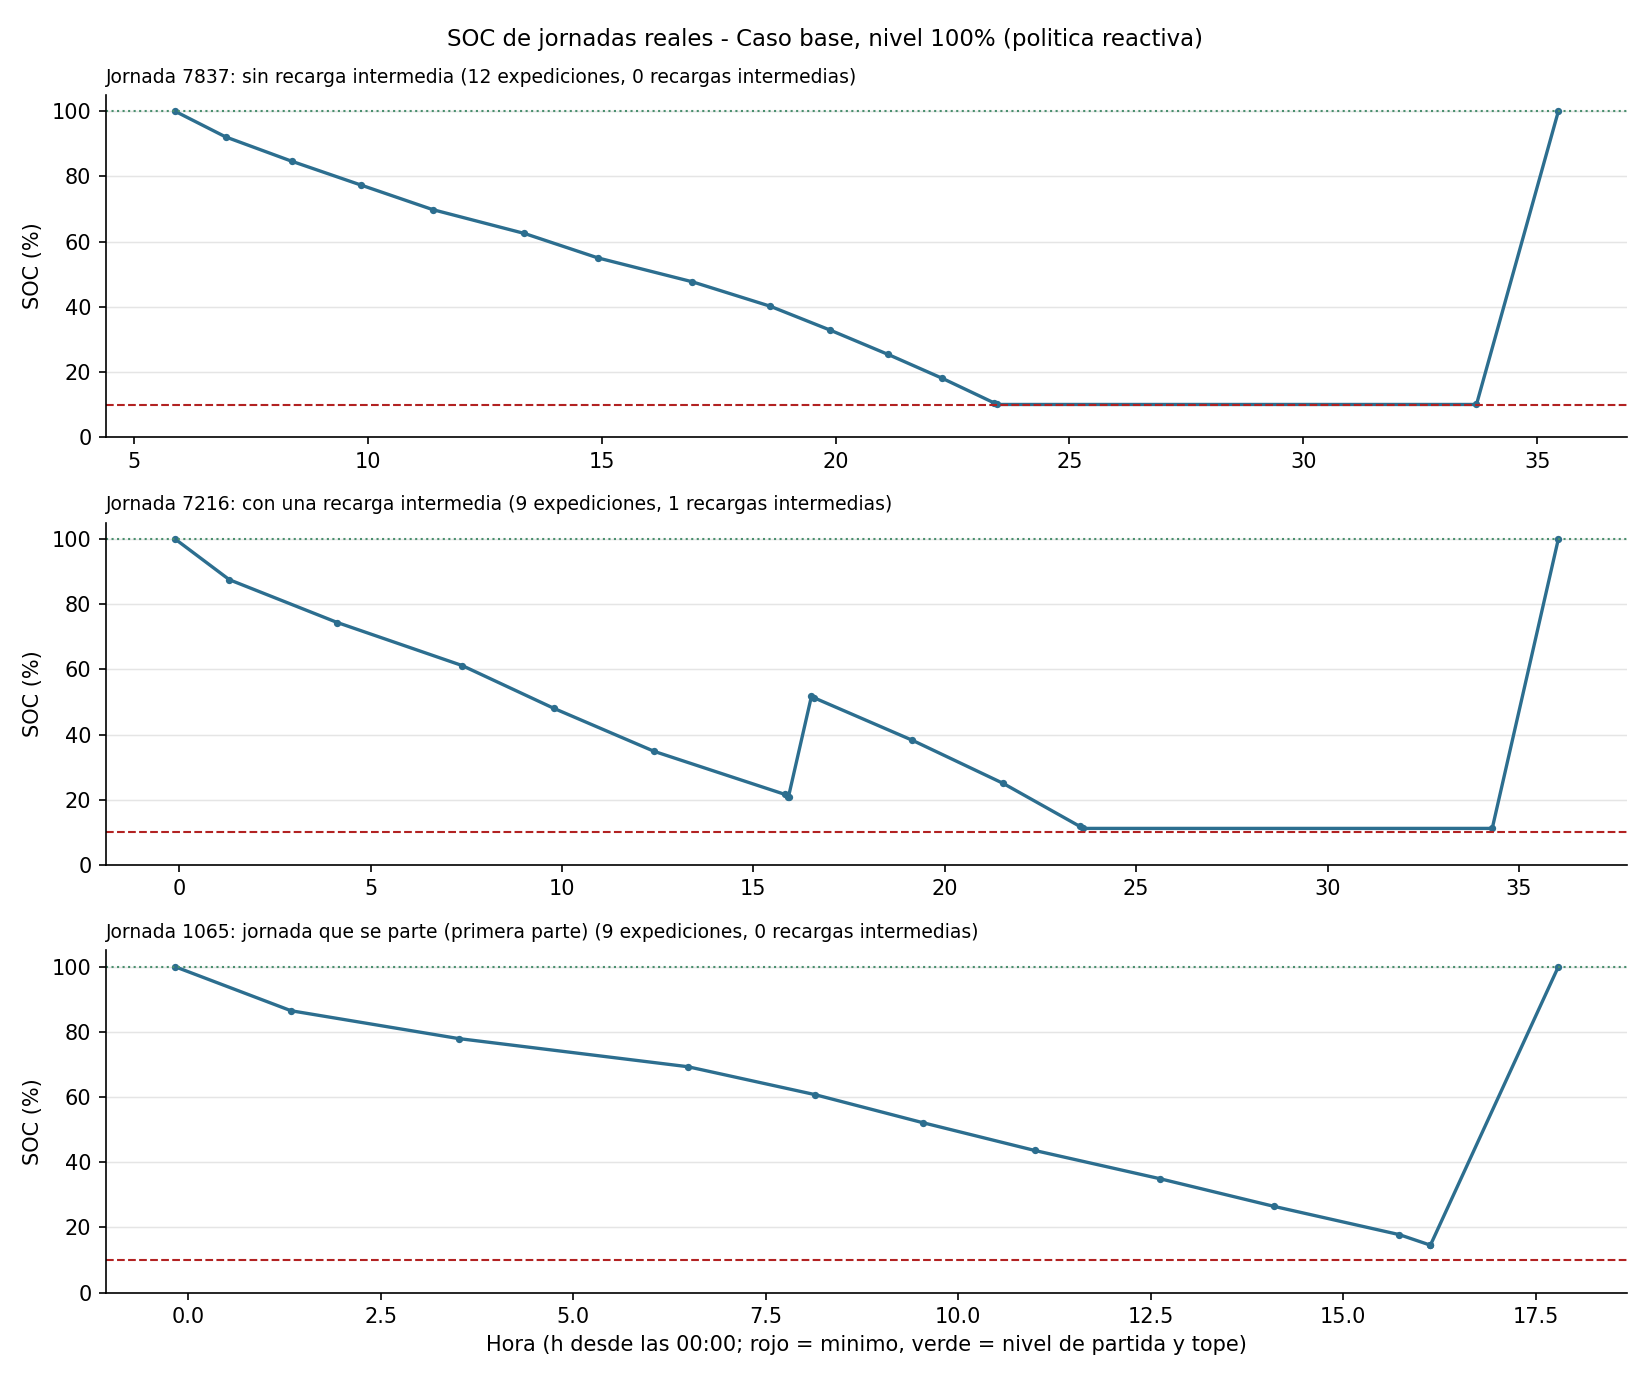 SOC de jornadas reales - Caso base, nivel 100% (politica reactiva)
Jornada 7837: sin recarga intermedia (12 expediciones, 0 recargas intermedias)
SOC (%)
100
80
60
40
20
0
5 10 15 20 25 30 35
Jornada 7216: con una recarga intermedia (9 expediciones, 1 recargas intermedias)
SOC (%)
100
80
60
40
20
0
0 5 10 15 20 25 30 35
Jornada 1065: jornada que se parte (primera parte) (9 expediciones, 0 recargas intermedias)
SOC (%)
100
80
60
40
20
0
0.0 2.5 5.0 7.5 10.0 12.5 15.0 17.5
Hora (h desde las 00:00; rojo = minimo, verde = nivel de partida y tope)